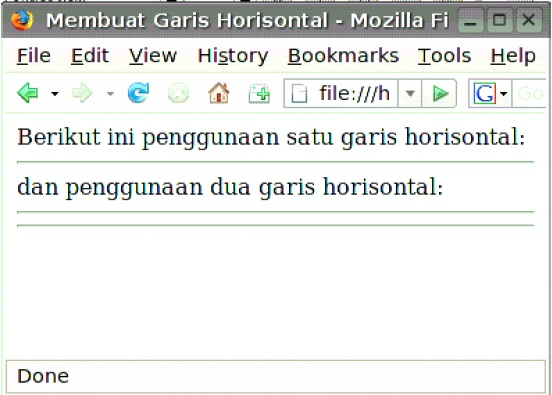 Membuat Garis Horisontal - Mozilla Fi
File Edit View History Bookmarks Tools Help
file:///h G Go
Berikut ini penggunaan satu garis horisontal:
dan penggunaan dua garis horisontal:
Done